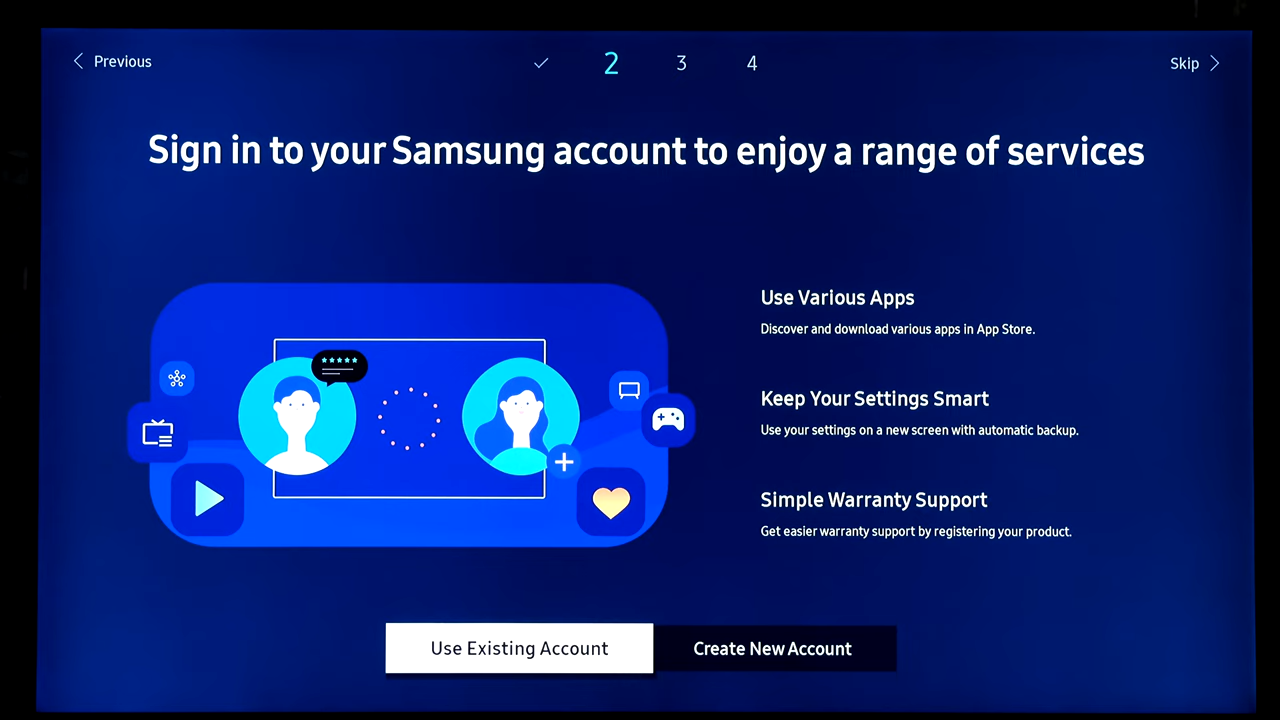 Previous
2
3
4
Skip
Sign in to your Samsung account to enjoy a range of services
Use Various Apps
Discover and download various apps in App Store.
Keep Your Settings Smart
Use your settings on a new screen with automatic backup.
Simple Warranty Support
Get easier warranty support by registering your product.
Use Existing Account
Create New Account